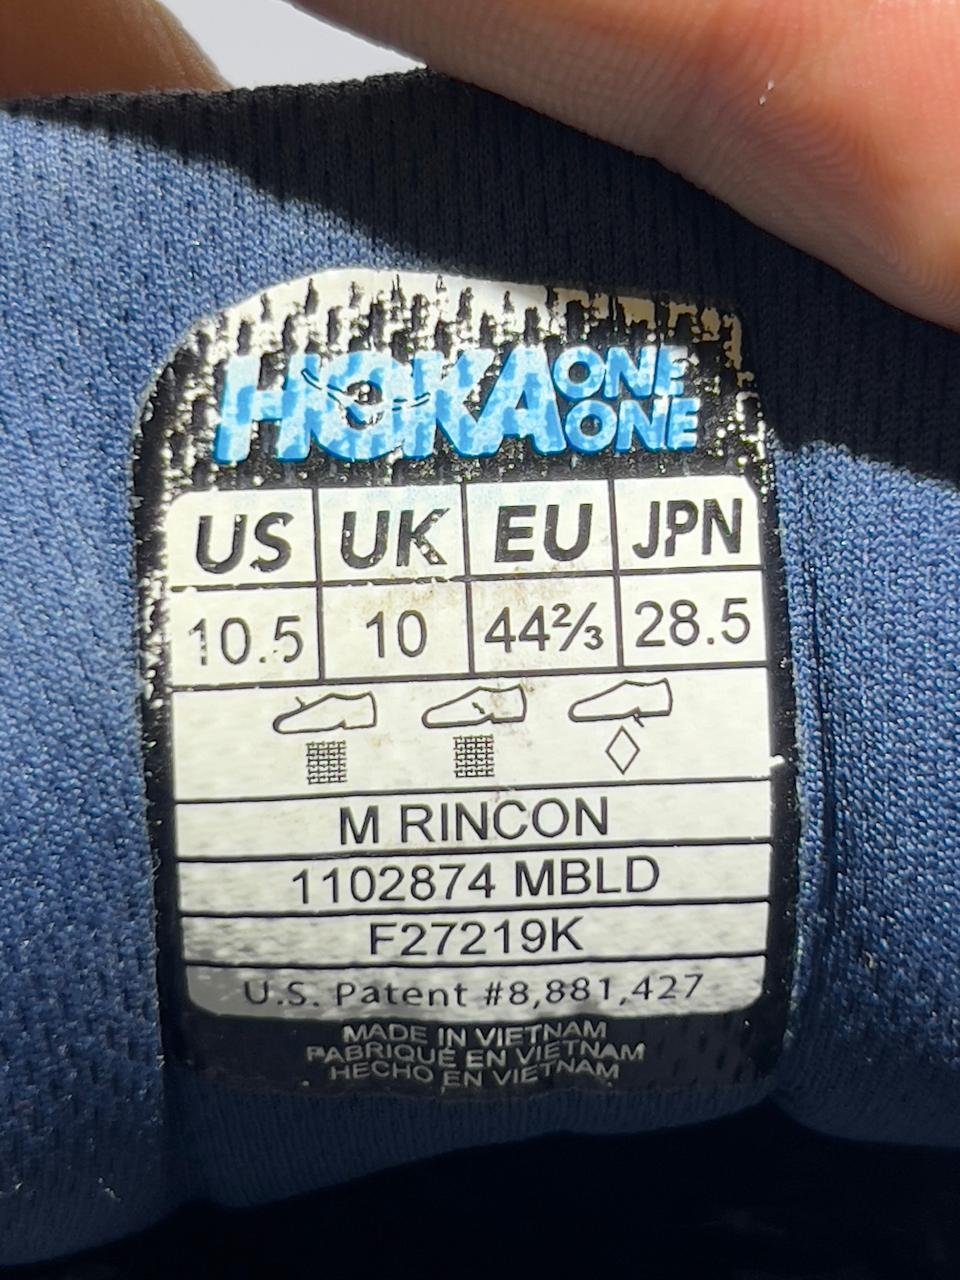 HOKA ONE ONE
US UK EU JPN
10.5 10 44⅔ 28.5
M RINCON
1102874 MBLD
F27219K
U.S. Patent #8,881,427
MADE IN VIETNAM
FABRIQUÉ EN VIETNAM
HECHO EN VIETNAM